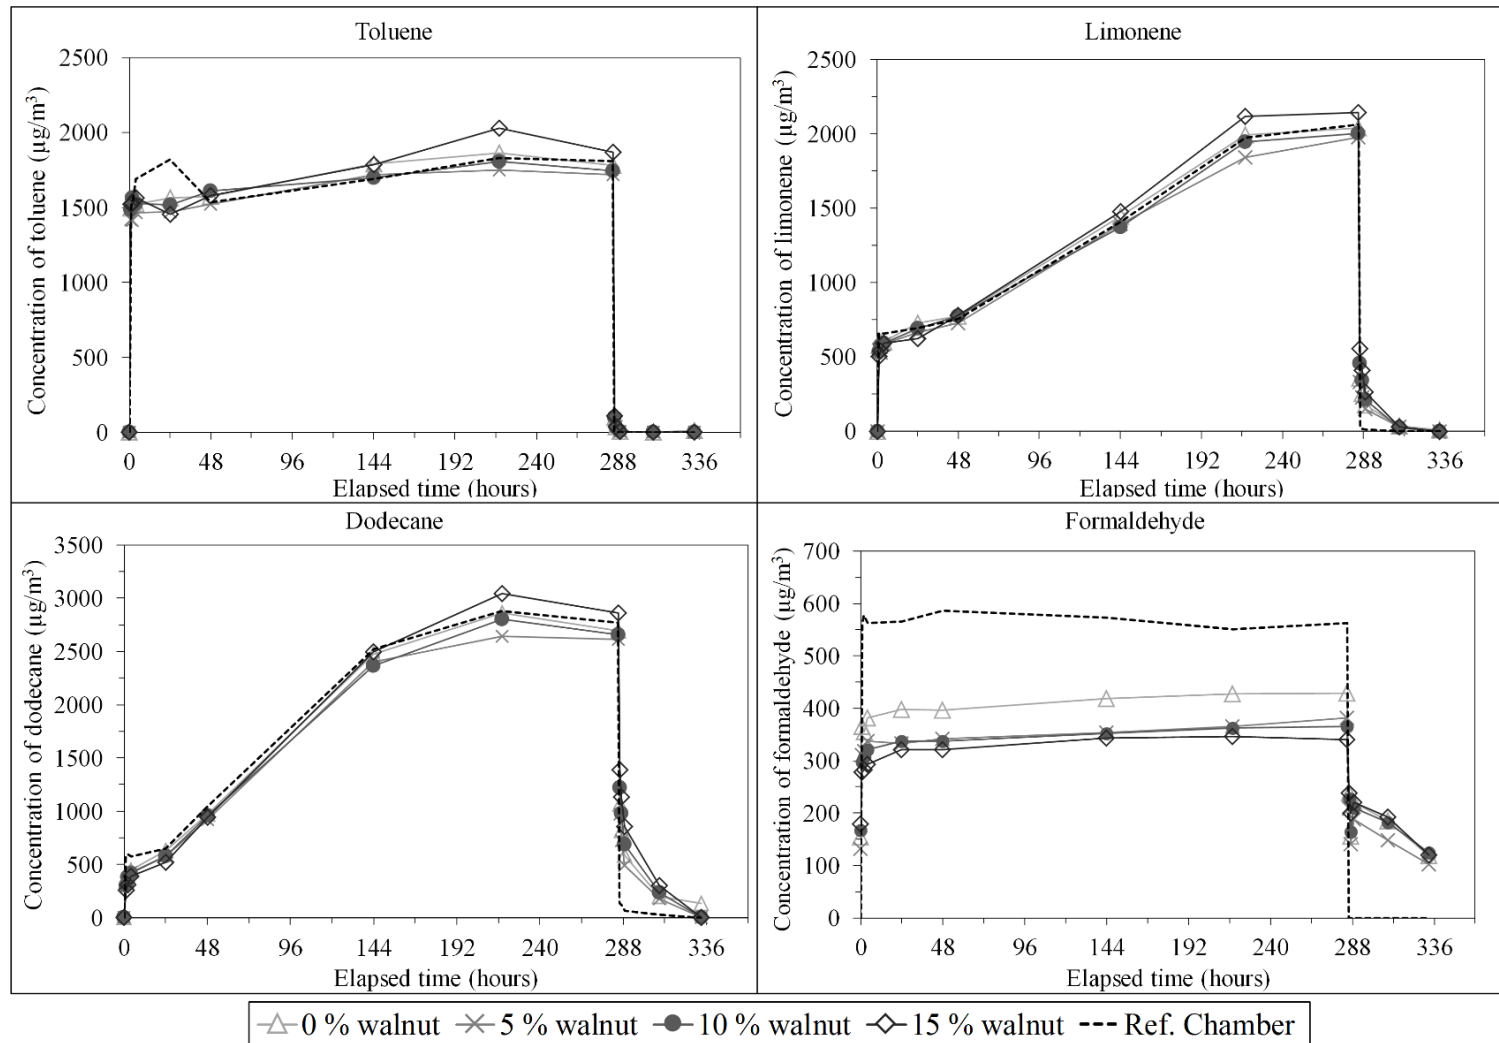 Toluene
Concentration of toluene (μg/m³)
2500
2000
1500
1000
500
0
0 48 96 144 192 240 288 336
Elapsed time (hours)
Limonene
Concentration of limonene (μg/m³)
2500
2000
1500
1000
500
0
0 48 96 144 192 240 288 336
Elapsed time (hours)
Dodecane
Concentration of dodecane (μg/m³)
3500
3000
2500
2000
1500
1000
500
0
0 48 96 144 192 240 288 336
Elapsed time (hours)
Formaldehyde
Concentration of formaldehyde (μg/m³)
700
600
500
400
300
200
100
0
0 48 96 144 192 240 288 336
Elapsed time (hours)
0 % walnut 5 % walnut 10 % walnut 15 % walnut Ref. Chamber